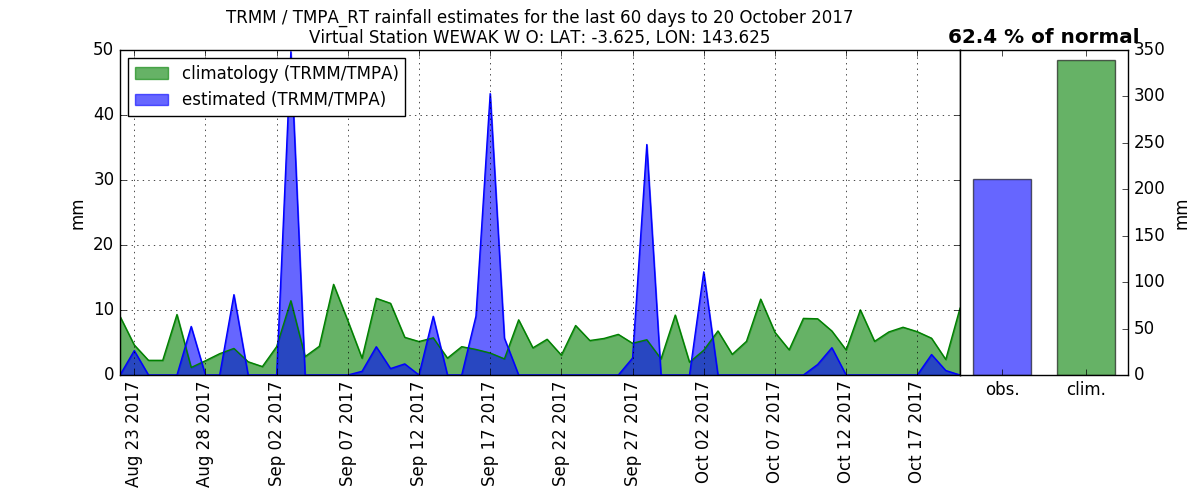 TRMM / TMPA_RT rainfall estimates for the last 60 days to 20 October 2017
Virtual Station WEWAK W O: LAT: -3.625, LON: 143.625
62.4 % of normal
climatology (TRMM/TMPA)
estimated (TRMM/TMPA)
50
40
30
20
10
0
mm
Aug 23 2017
Aug 28 2017
Sep 02 2017
Sep 07 2017
Sep 12 2017
Sep 17 2017
Sep 22 2017
Sep 27 2017
Oct 02 2017
Oct 07 2017
Oct 12 2017
Oct 17 2017
350
300
250
200
150
100
50
0
mm
obs.
clim.